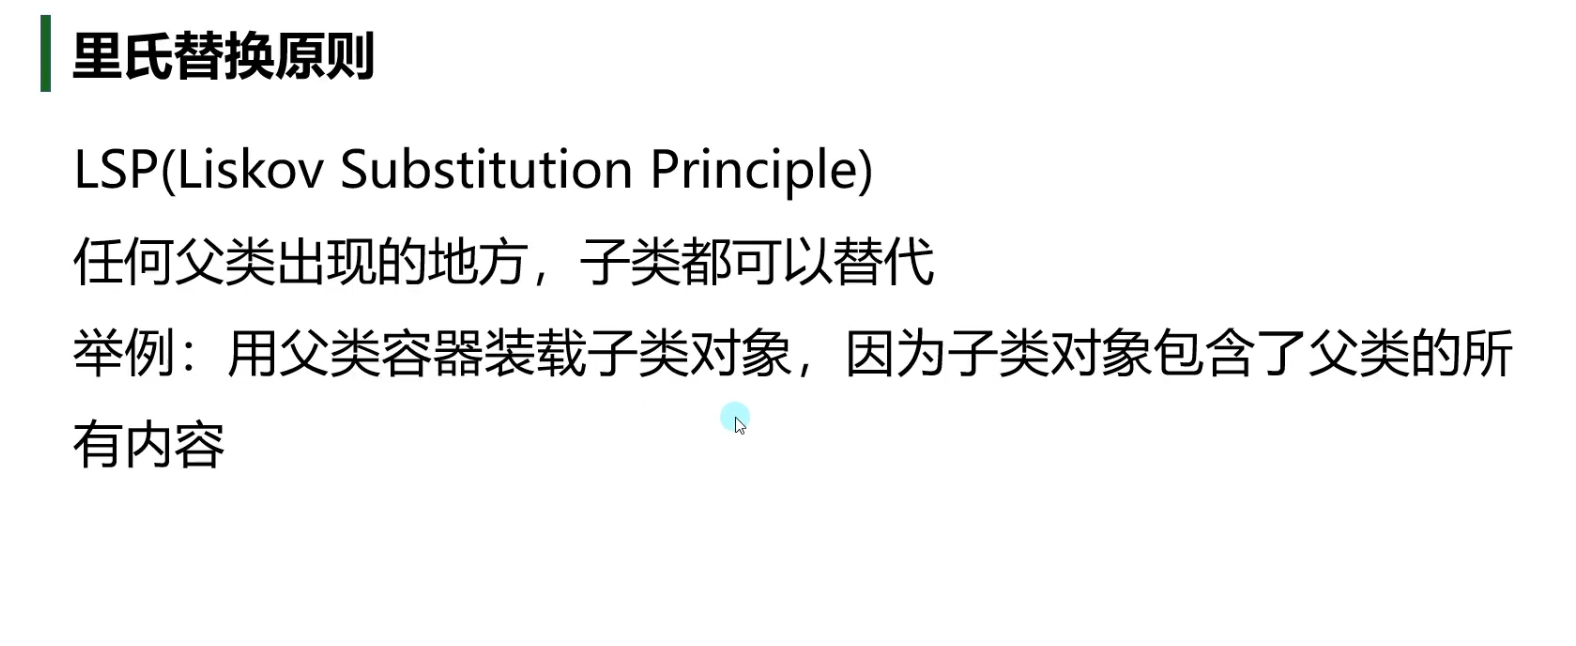 里氏替换原则
LSP(Liskov Substitution Principle)
任何父类出现的地方，子类都可以替代
举例：用父类容器装载子类对象，因为子类对象包含了父类的所
有内容